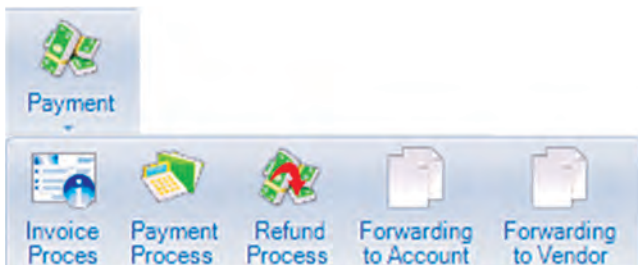 Payment
Invoice Payment Refund Forwarding Forwarding
Proces Process Process to Account to Vendor